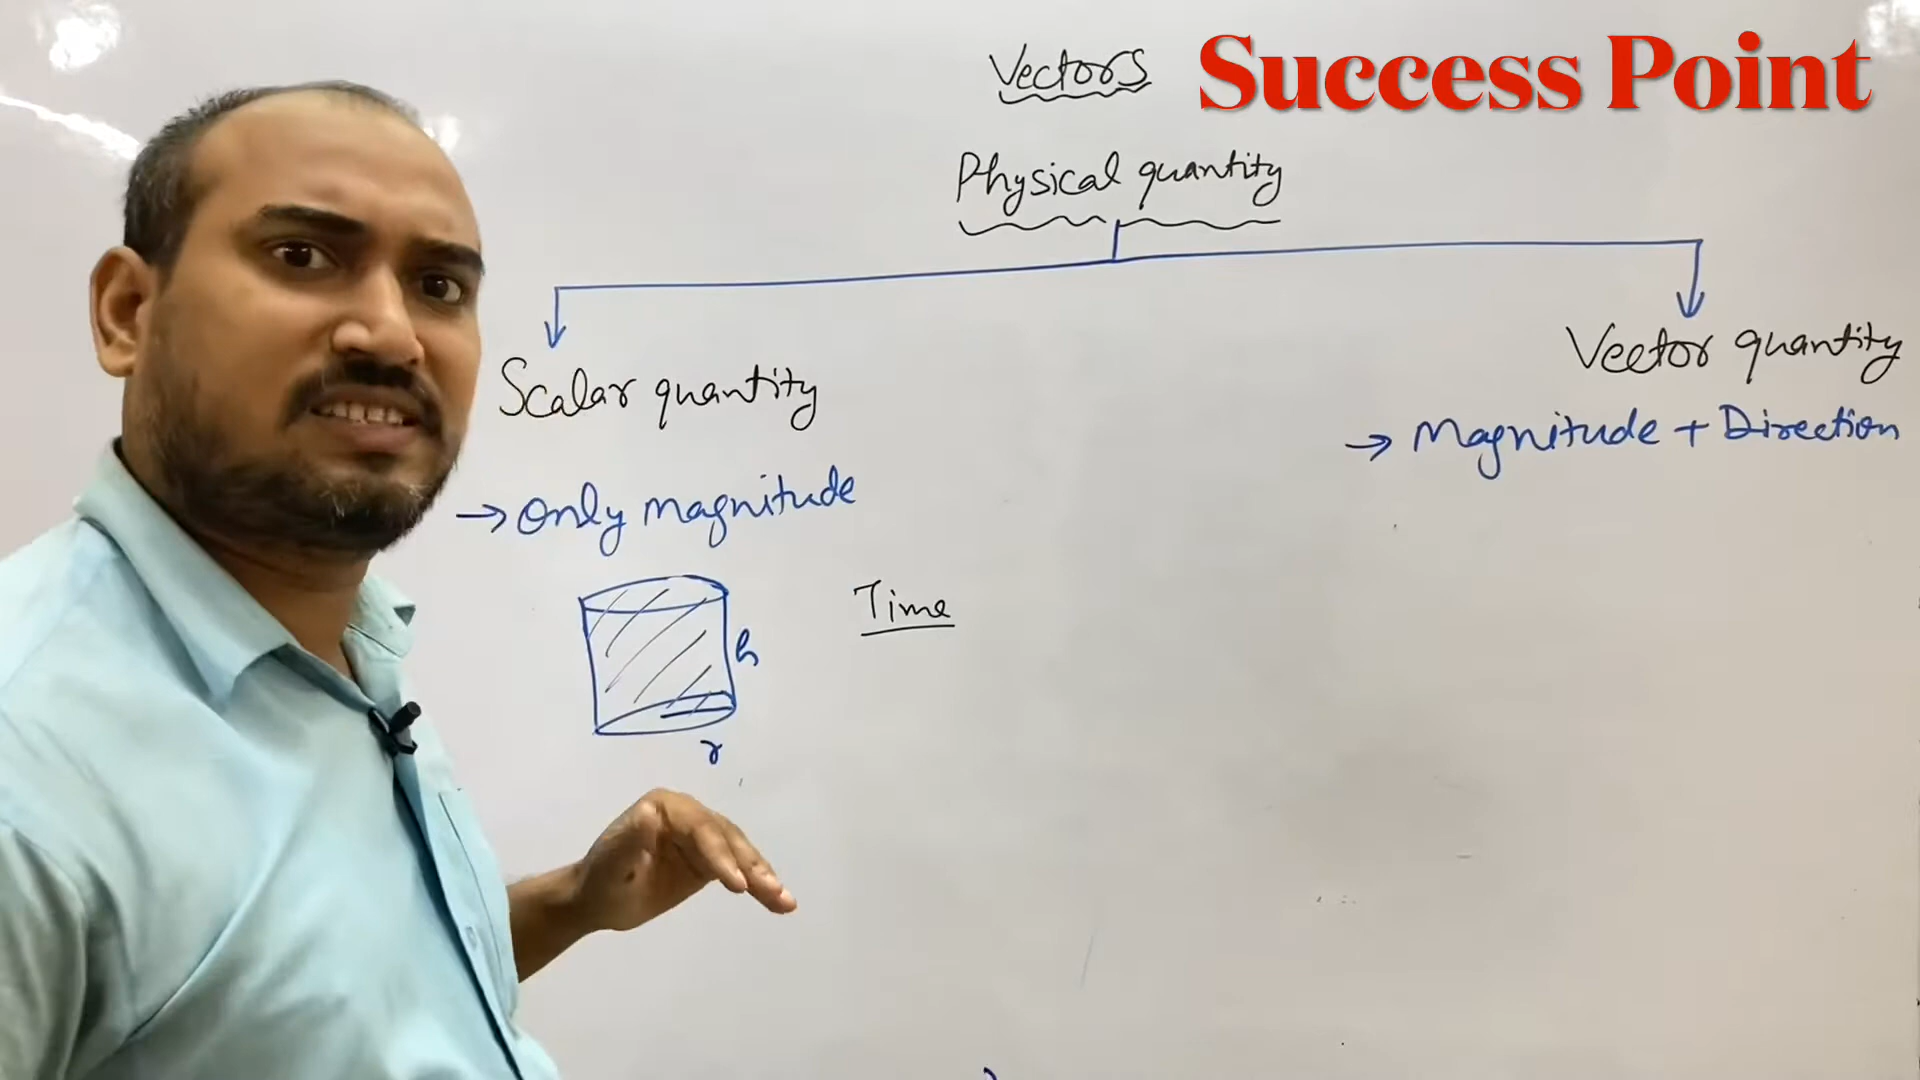 Vectors
Success Point
Physical quantity
Scalar quantity
Vector quantity
→ Only magnitude
→ Magnitude + Direction
Time
h
r